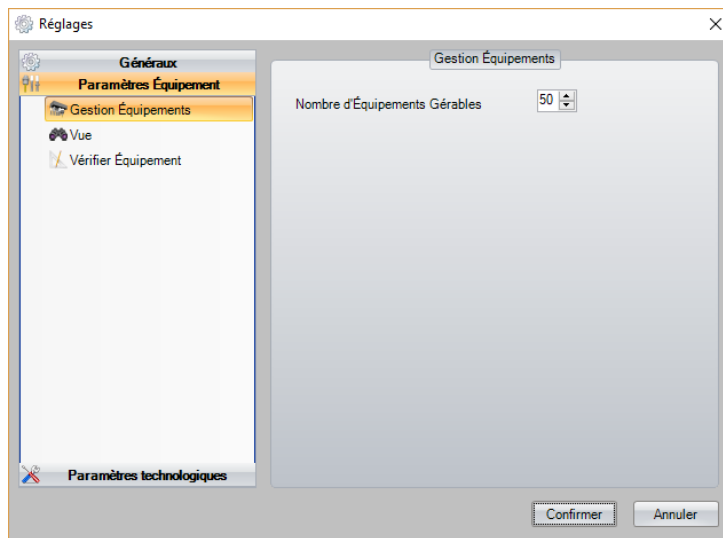 Réglages
Généraux
Paramètres Équipement
Gestion Équipements
Vue
Vérifier Équipement
Paramètres technologiques
Gestion Équipements
Nombre d'Équipements Gérables 50
Confirmer Annuler